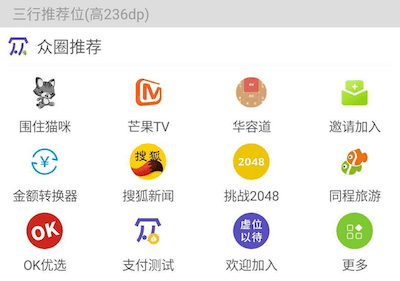 三行推荐位(高236dp)
众圈推荐
围住猫咪 芒果TV 华容道 邀请加入
搜狐 2048
金额转换器 搜狐新闻 挑战2048 同程旅游
OK 虚位
以待
OK优选 支付测试 欢迎加入 更多